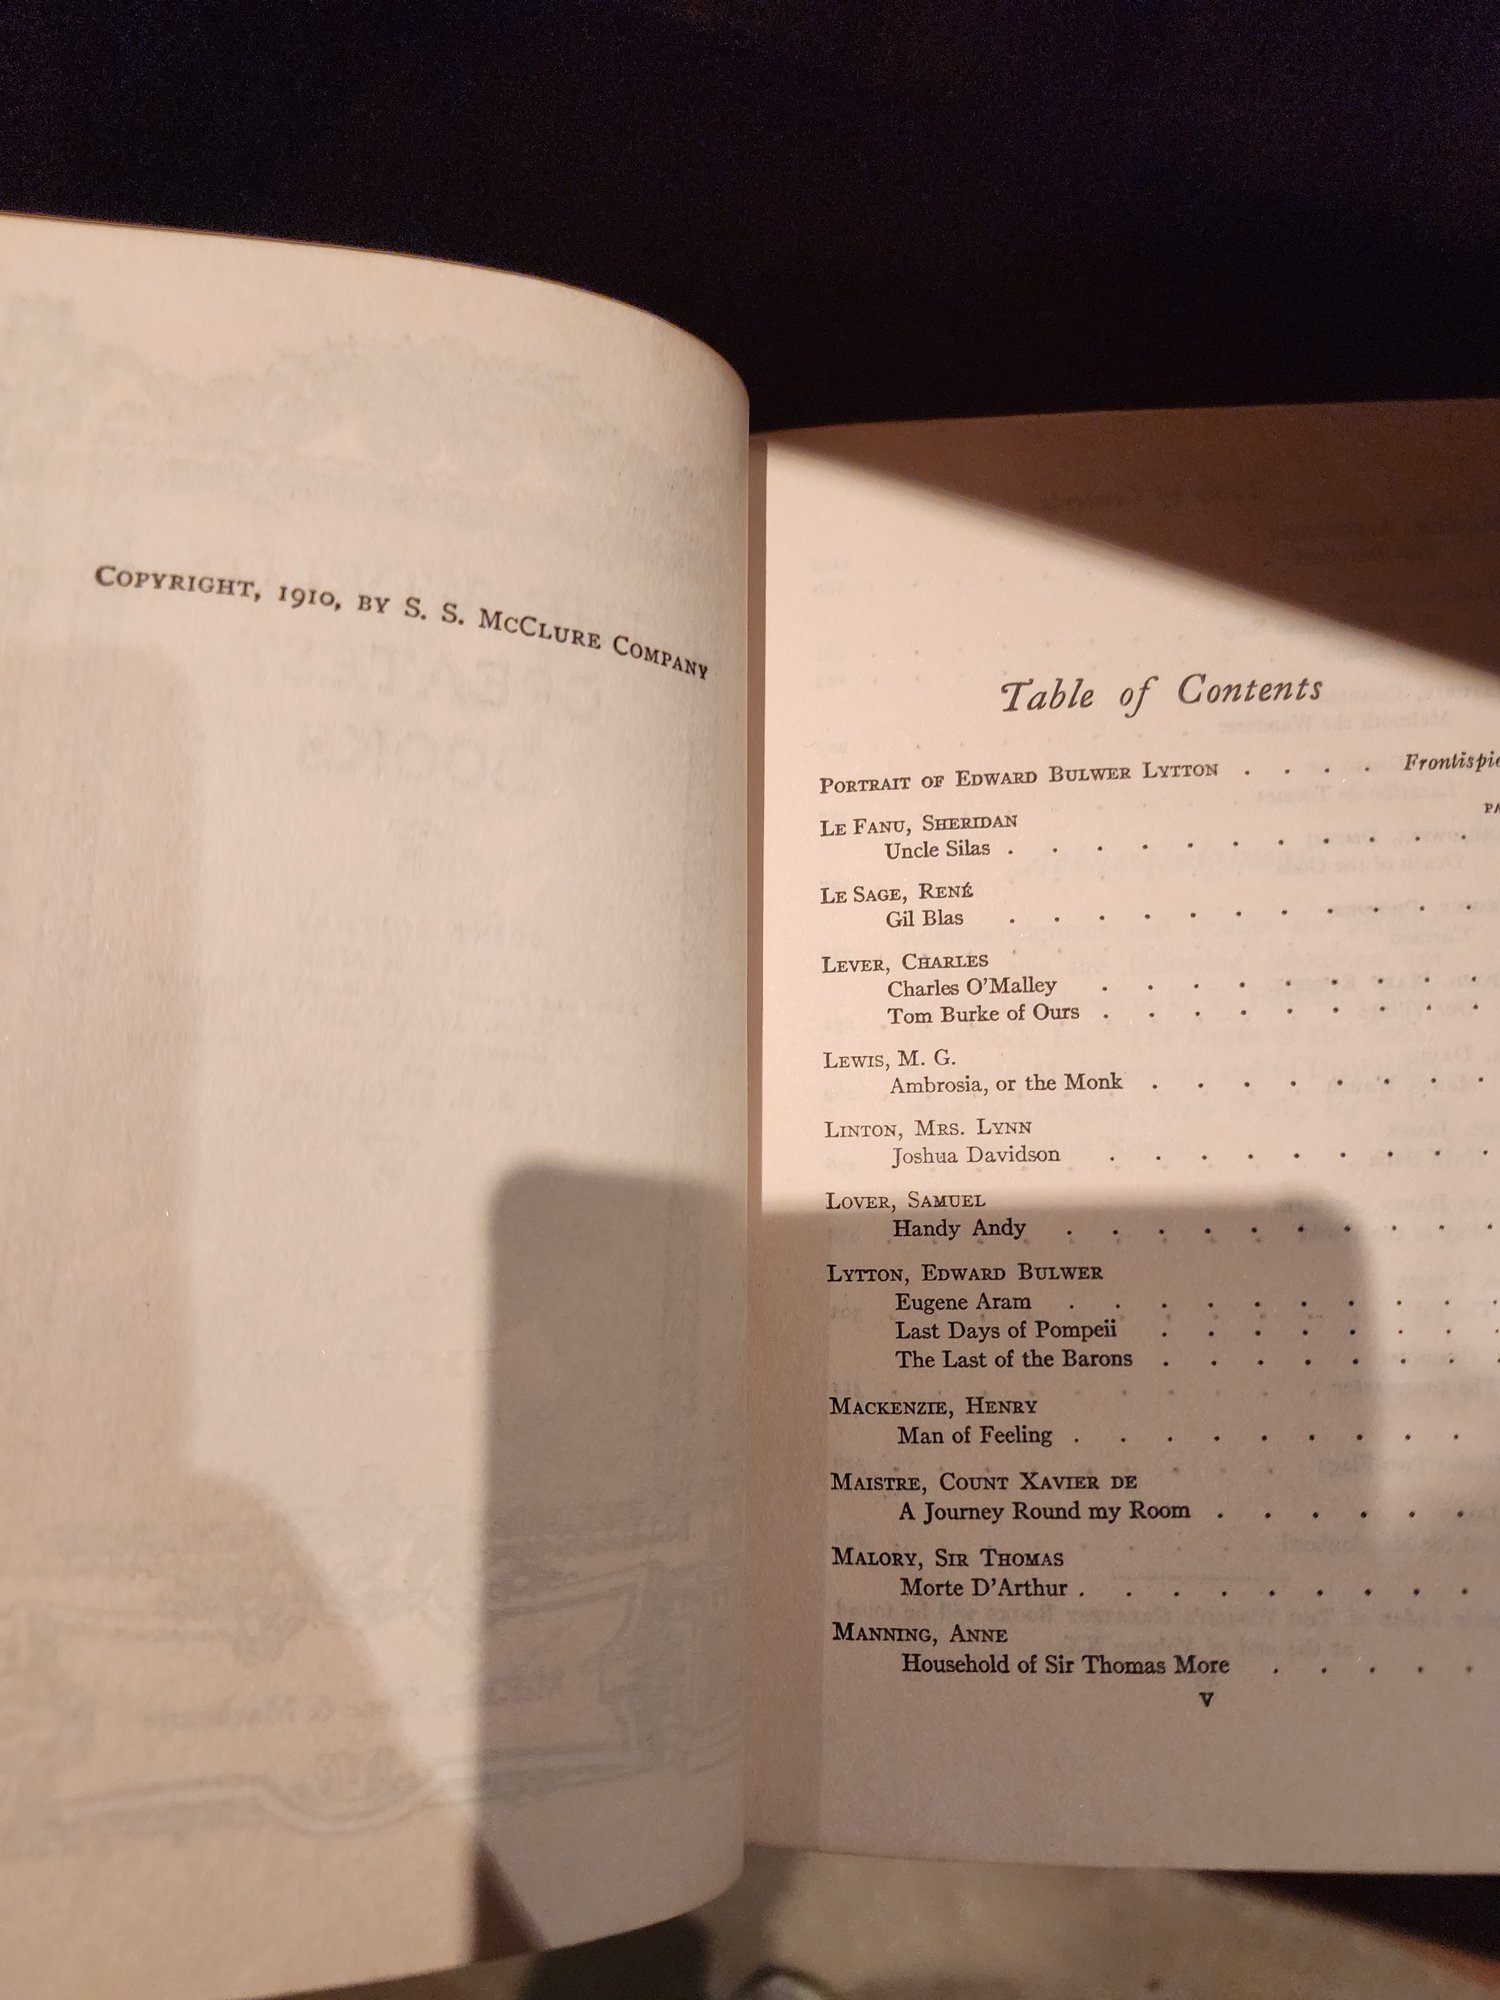 COPYRIGHT, 1910, BY S. S. MCCLURE COMPANY
Table of Contents
PORTRAIT OF EDWARD BULWER LYTTON . . . .
LE FANU, SHERIDAN
Uncle Silas . . . . . . . . . . .
LE SAGE, RENÉ
Gil Blas . . . . . . . . . . .
LEVER, CHARLES
Charles O'Malley . . . . . . . . .
Tom Burke of Ours . . . . . . . . .
LEWIS, M. G.
Ambrosia, or the Monk . . . . . . . .
LINTON, MRS. LYNN
Joshua Davidson . . . . . . . . .
LOVER, SAMUEL
Handy Andy . . . . . . . . . .
LYTTON, EDWARD BULWER
Eugene Aram . . . . . . . . . .
Last Days of Pompeii . . . . . . . .
The Last of the Barons . . . . . . . .
MACKENZIE, HENRY
Man of Feeling . . . . . . . . .
MAISTRE, COUNT XAVIER DE
A Journey Round my Room . . . . . .
MALORY, SIR THOMAS
Morte D'Arthur . . . . . . . . .
MANNING, ANNE
Household of Sir Thomas More . . . . .
v